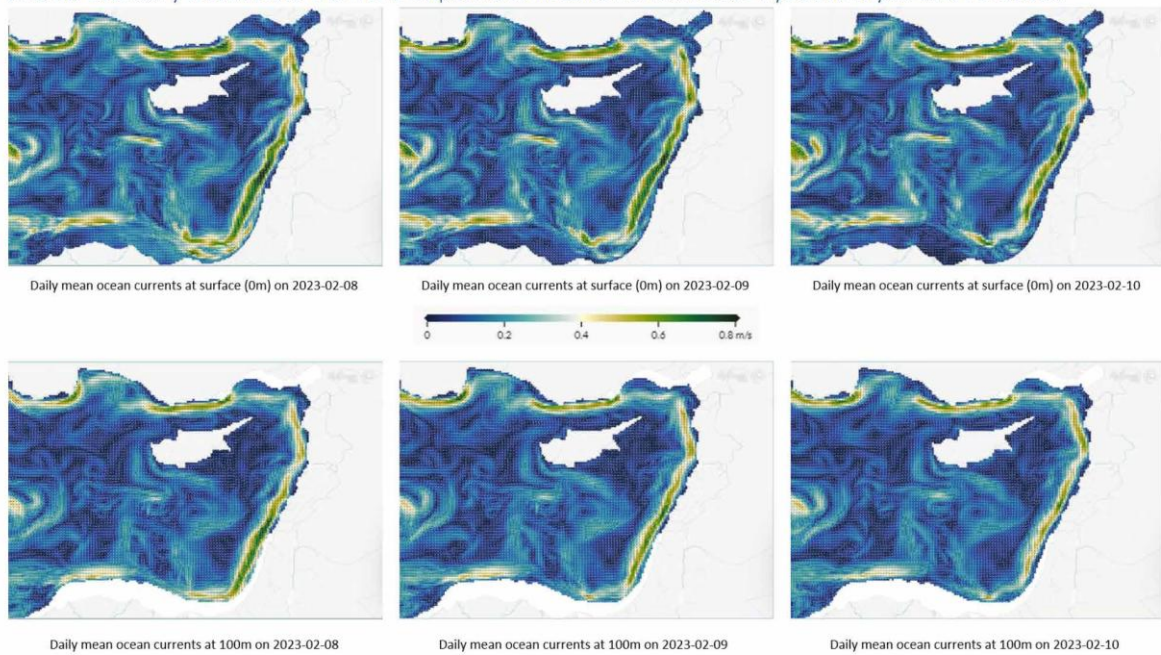 Daily mean ocean currents at surface (0m) on 2023-02-08
Daily mean ocean currents at surface (0m) on 2023-02-09
Daily mean ocean currents at surface (0m) on 2023-02-10
0 0.2 0.4 0.6 0.8 m/s
Daily mean ocean currents at 100m on 2023-02-08
Daily mean ocean currents at 100m on 2023-02-09
Daily mean ocean currents at 100m on 2023-02-10